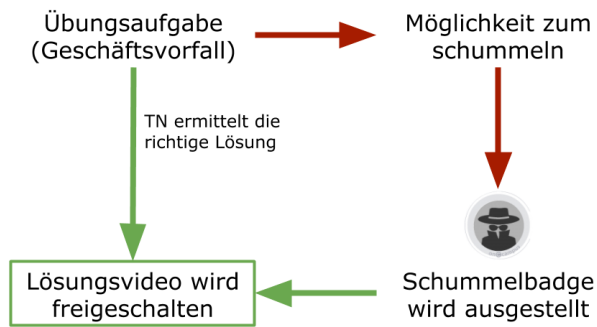 Übungsaufgabe
(Geschäftsvorfall)
Möglichkeit zum
schummeln
TN ermittelt die
richtige Lösung
Lösungsvideo wird
freigeschalten
Schummelbadge
wird ausgestellt